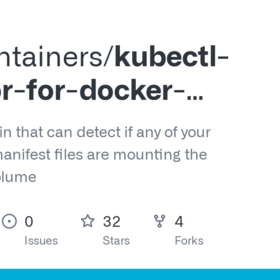 ntainers/kubectl-
r-for-docker-...
in that can detect if any of your
manifest files are mounting the
olume
0 32 4
Issues Stars Forks